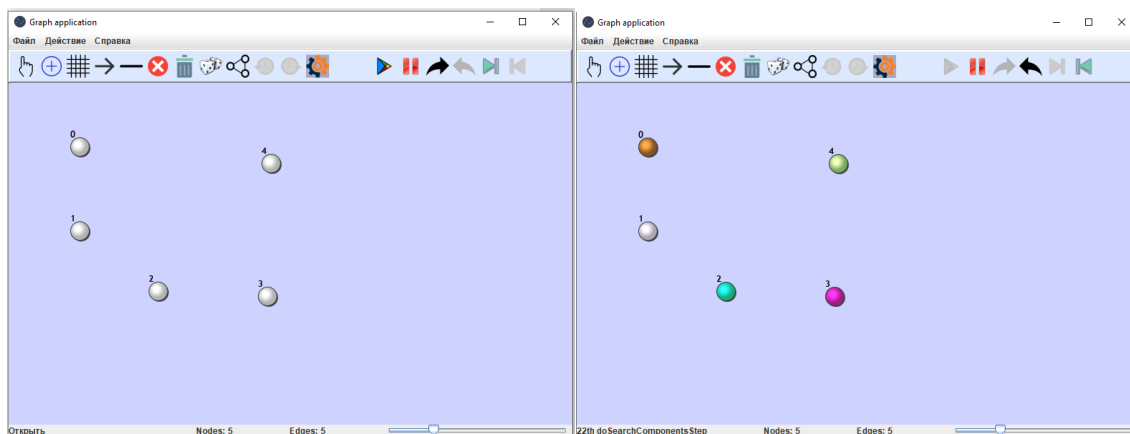 Graph application
Файл Действие Справка
0
4
1
2
3
Открыть Nodes: 5 Edges: 5
Graph application
Файл Действие Справка
0
4
1
2
3
22th doSearchComponentsStep Nodes: 5 Edges: 5